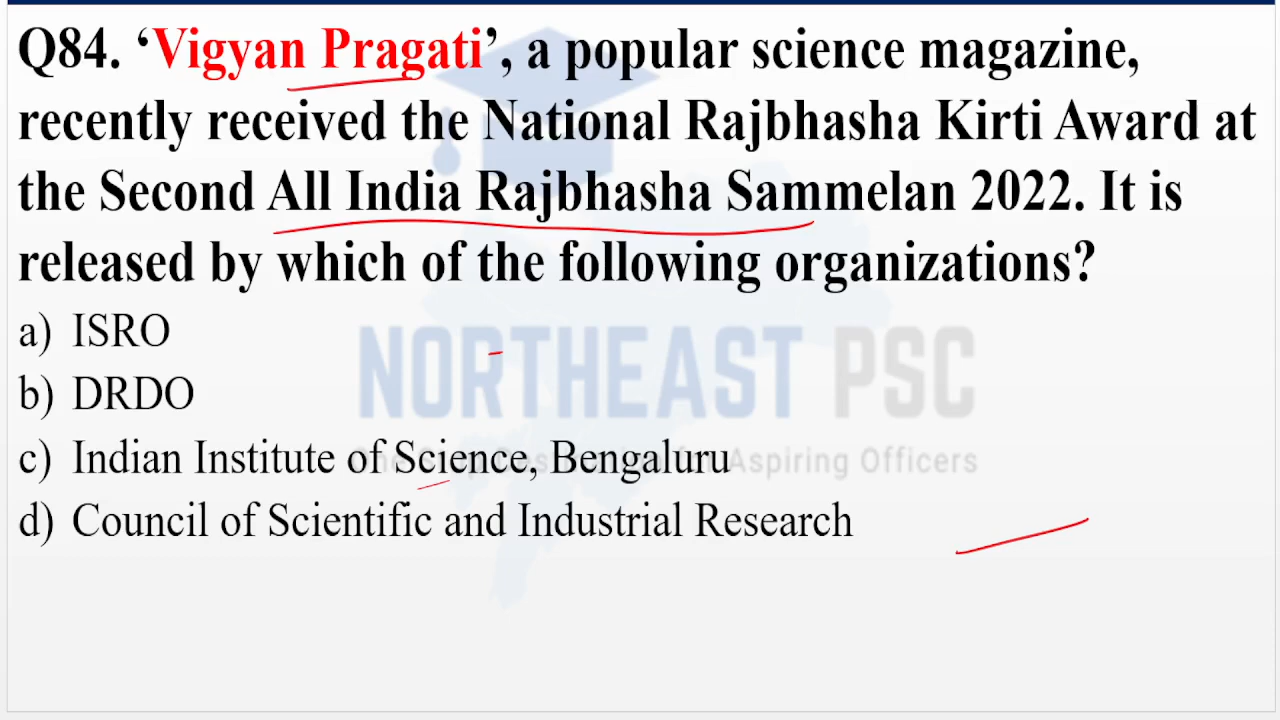 Q84. ‘Vigyan Pragati’, a popular science magazine,
recently received the National Rajbhasha Kirti Award at
the Second All India Rajbhasha Sammelan 2022. It is
released by which of the following organizations?
a) ISRO
NORTHEAST PSC
b) DRDO
c) Indian Institute of Science, Bengaluru
for Aspiring Officers
d) Council of Scientific and Industrial Research